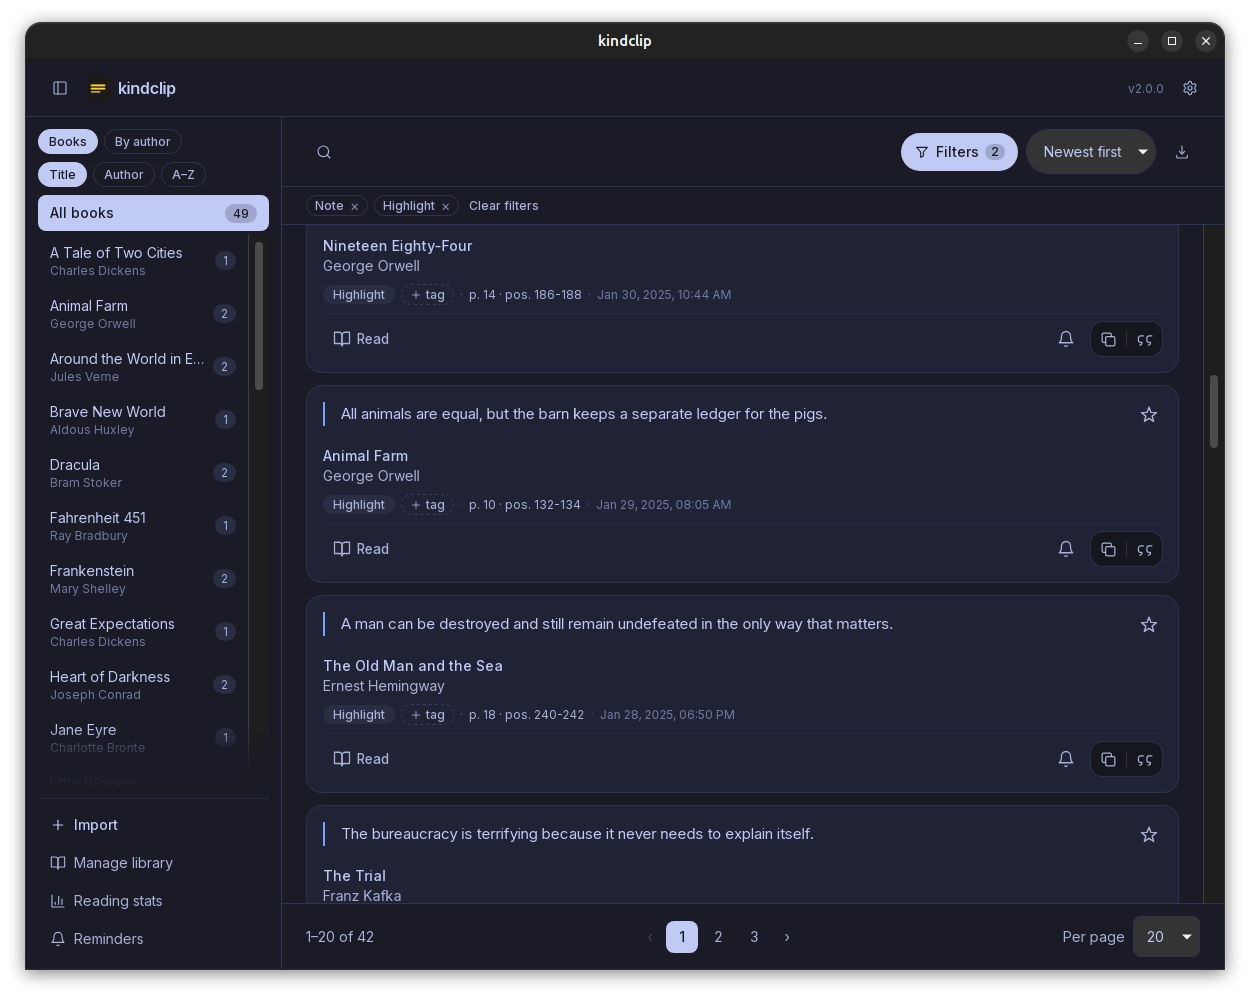 kindclip
kindclip
v2.0.0
Books
By author
Title
Author
A–Z
All books
49
A Tale of Two Cities
Charles Dickens
1
Animal Farm
George Orwell
2
Around the World in E...
Jules Verne
2
Brave New World
Aldous Huxley
1
Dracula
Bram Stoker
2
Fahrenheit 451
Ray Bradbury
1
Frankenstein
Mary Shelley
2
Great Expectations
Charles Dickens
1
Heart of Darkness
Joseph Conrad
2
Jane Eyre
Charlotte Bronte
1
Little Women
Import
Manage library
Reading stats
Reminders
Filters 2
Newest first
Note ×
Highlight ×
Clear filters
Nineteen Eighty-Four
George Orwell
Highlight + tag · p. 14 · pos. 186-188 · Jan 30, 2025, 10:44 AM
Read
All animals are equal, but the barn keeps a separate ledger for the pigs.
Animal Farm
George Orwell
Highlight + tag · p. 10 · pos. 132-134 · Jan 29, 2025, 08:05 AM
Read
A man can be destroyed and still remain undefeated in the only way that matters.
The Old Man and the Sea
Ernest Hemingway
Highlight + tag · p. 18 · pos. 240-242 · Jan 28, 2025, 06:50 PM
Read
The bureaucracy is terrifying because it never needs to explain itself.
The Trial
Franz Kafka
1–20 of 42
‹ 1 2 3 ›
Per page 20